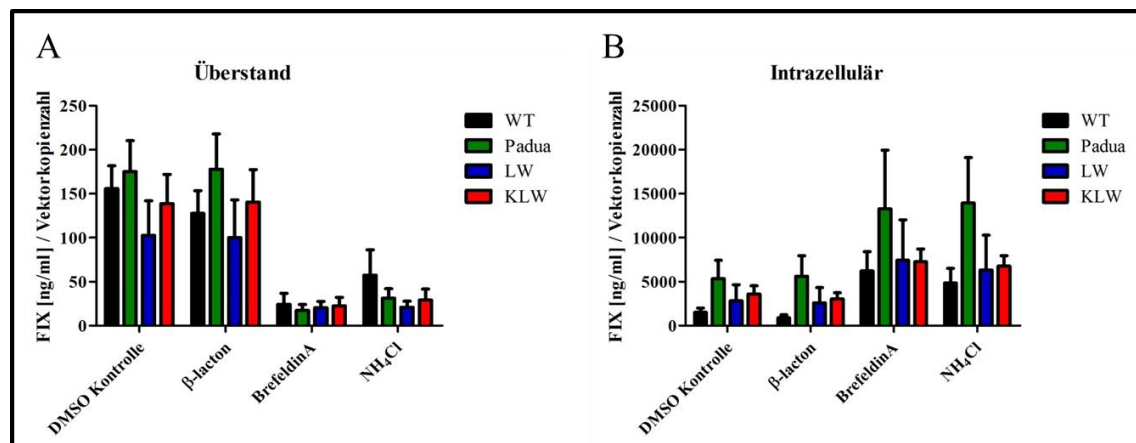 A
Überstand
FIX [ng/ml] / Vektorkopienzahl
250
200
150
100
50
0
DMSO Kontrolle
β-lacton
BrefeldinA
NH₄Cl
WT
Padua
LW
KLW
B
Intrazellulär
FIX [ng/ml] / Vektorkopienzahl
25000
20000
15000
10000
5000
0
DMSO Kontrolle
β-lacton
BrefeldinA
NH₄Cl
WT
Padua
LW
KLW